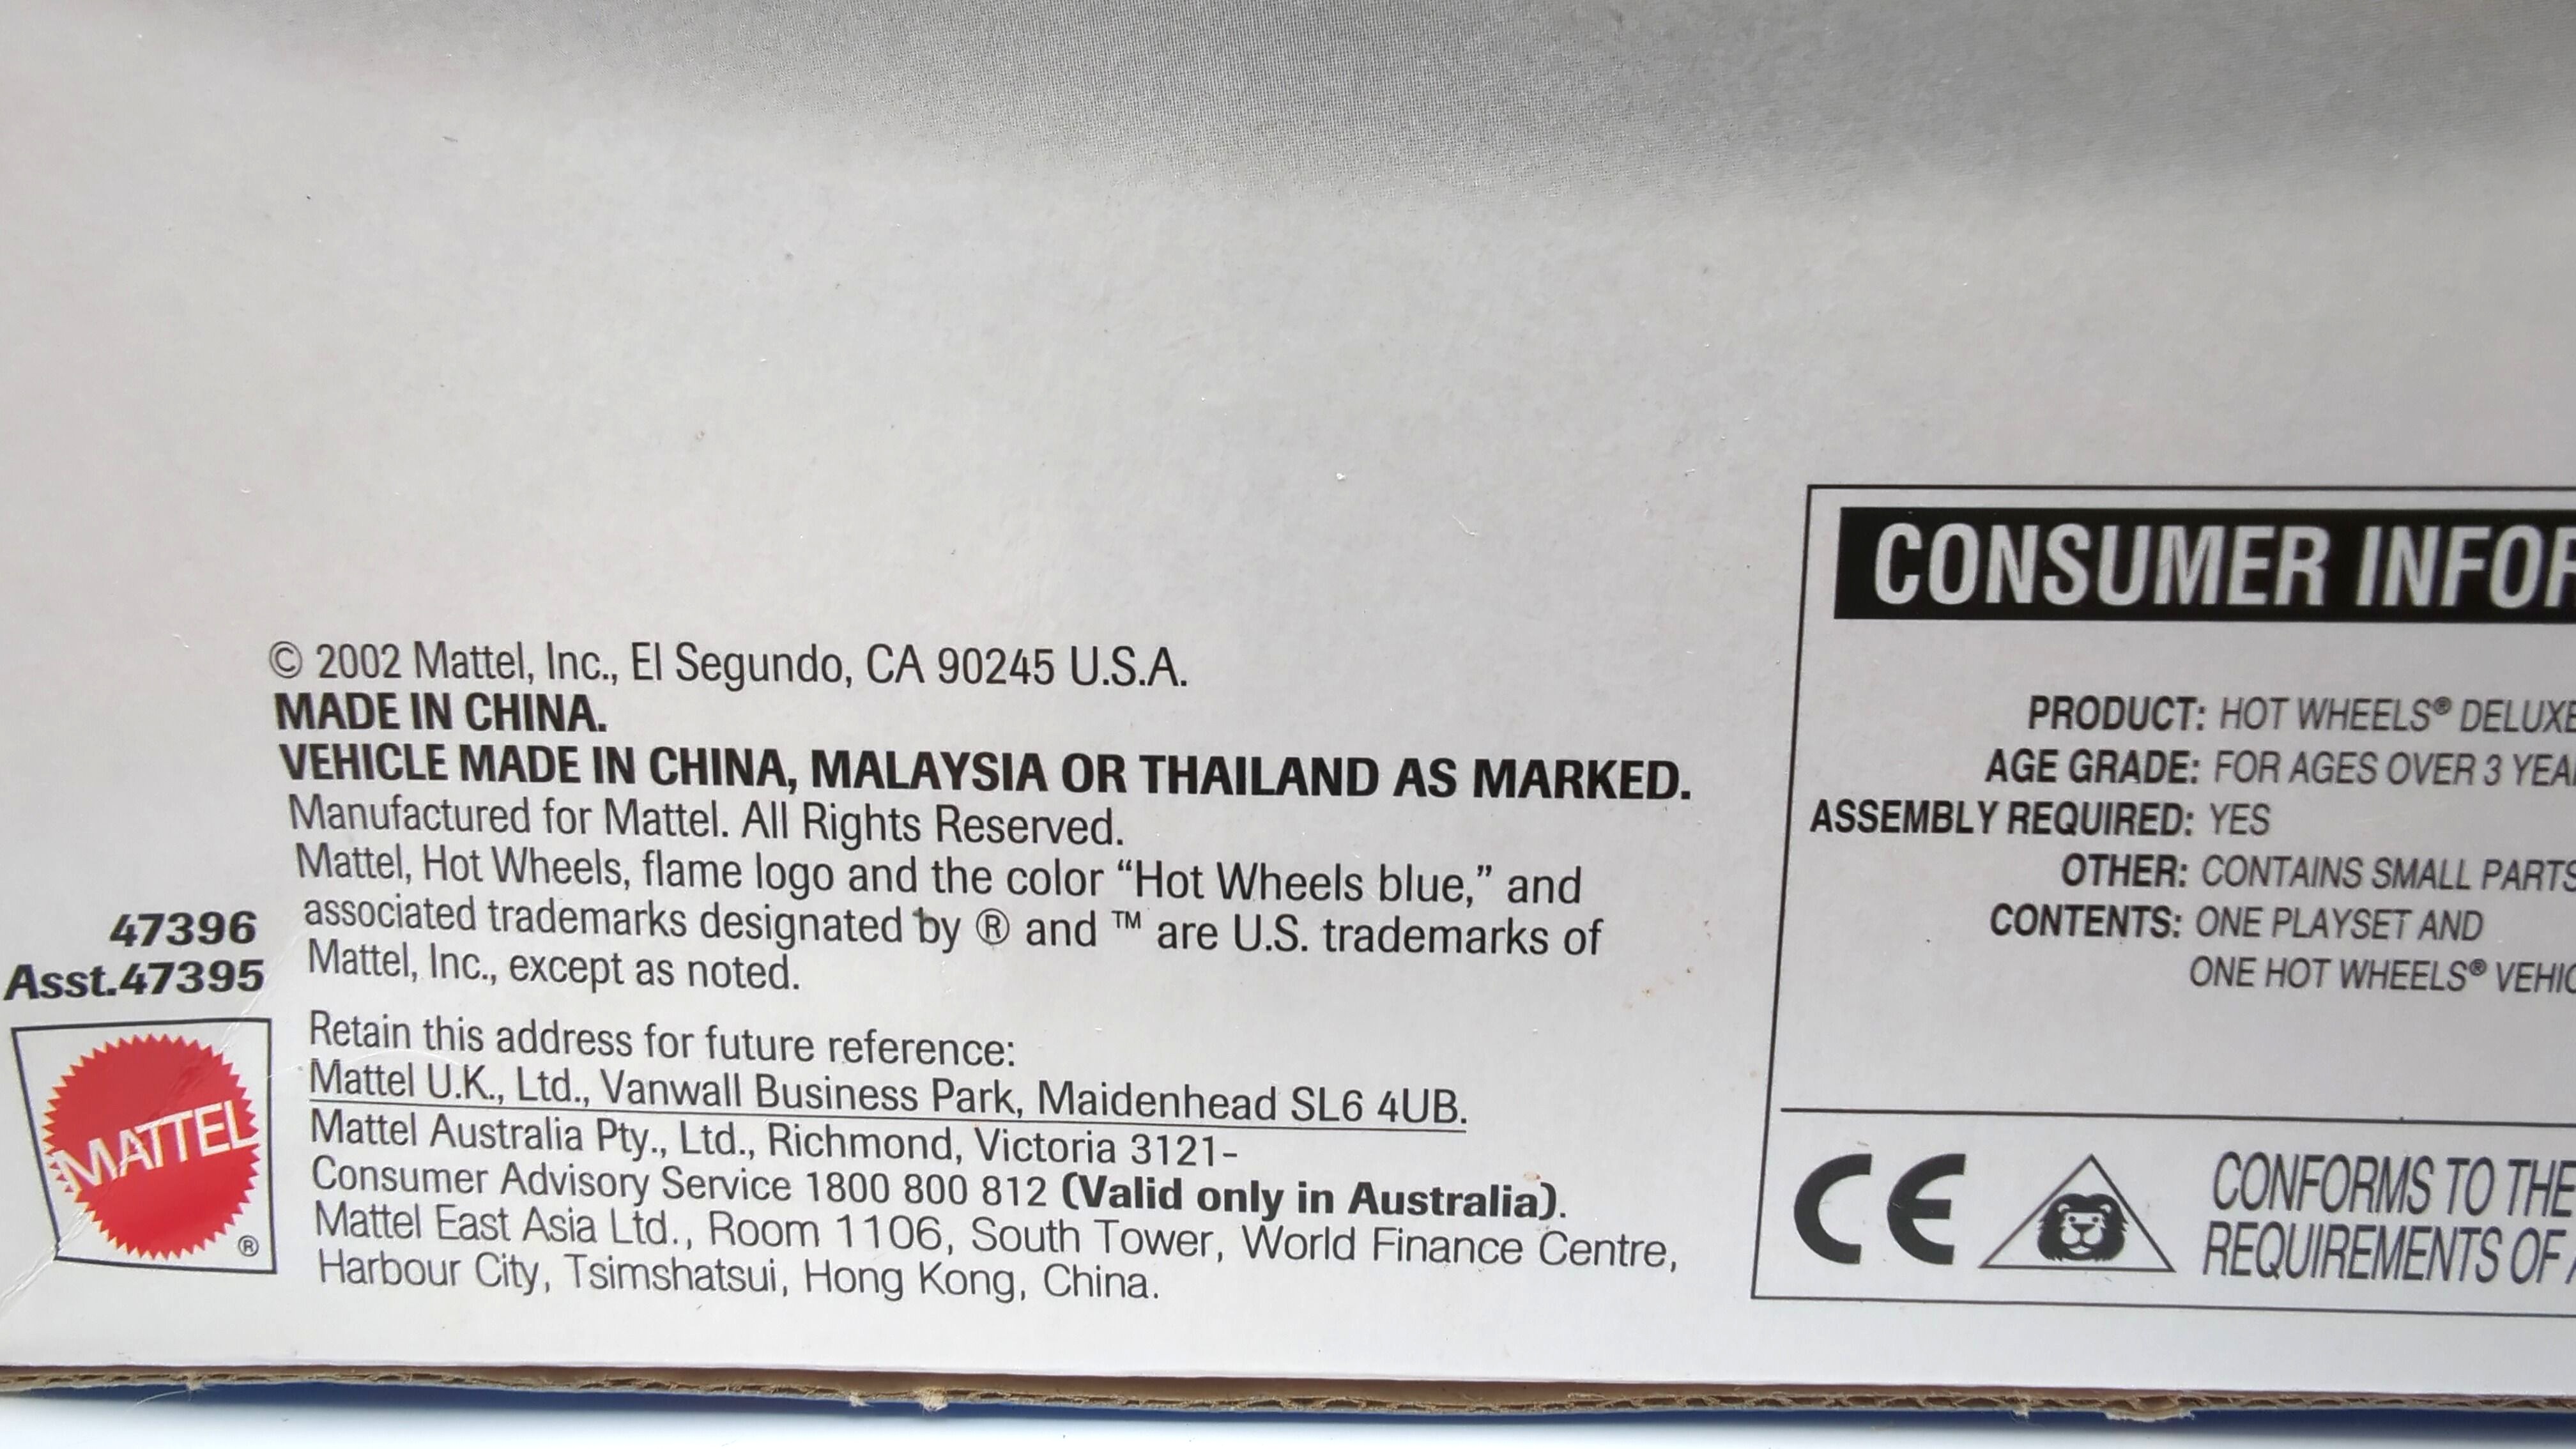 © 2002 Mattel, Inc., El Segundo, CA 90245 U.S.A.
MADE IN CHINA.
VEHICLE MADE IN CHINA, MALAYSIA OR THAILAND AS MARKED.
Manufactured for Mattel. All Rights Reserved.
Mattel, Hot Wheels, flame logo and the color “Hot Wheels blue,” and
associated trademarks designated by ® and ™ are U.S. trademarks of
Mattel, Inc., except as noted.
47396
Asst.47395
MATTEL
®
Retain this address for future reference:
Mattel U.K., Ltd., Vanwall Business Park, Maidenhead SL6 4UB.
Mattel Australia Pty., Ltd., Richmond, Victoria 3121-
Consumer Advisory Service 1800 800 812 (Valid only in Australia).
Mattel East Asia Ltd., Room 1106, South Tower, World Finance Centre,
Harbour City, Tsimshatsui, Hong Kong, China.
CONSUMER
PRODUCT: HOT WHEELS® DELUXE
AGE GRADE: FOR AGES OVER 3
ASSEMBLY REQUIRED: YES
OTHER: CONTAINS SMALL PARTS
CONTENTS: ONE PLAYSET AND
ONE HOT WHEELS®
CE
CONFORMS TO THE
REQUIREMENTS OF